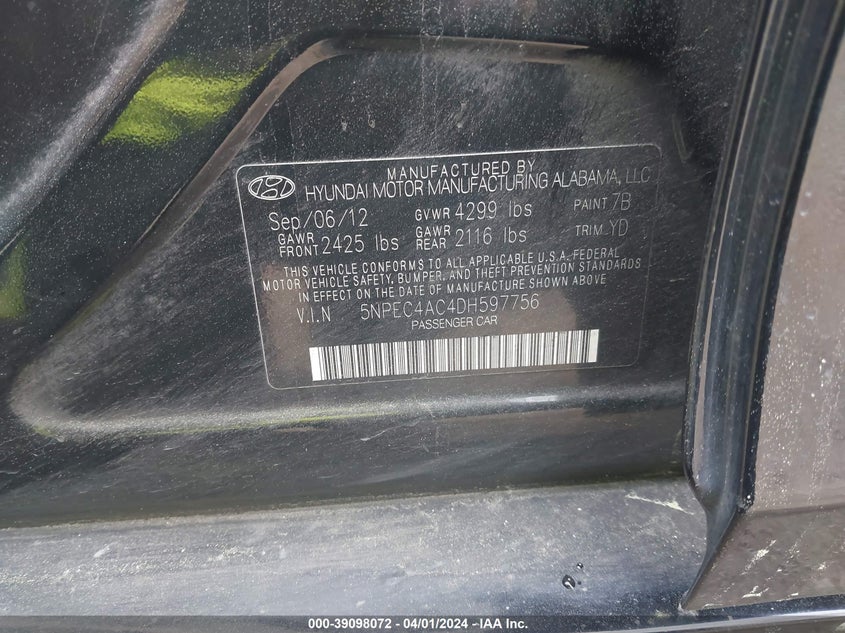 MANUFACTURED BY
HYUNDAI MOTOR MANUFACTURING ALABAMA, LLC
Sep/06/12 GVWR 4299 lbs PAINT 7B
GAWR FRONT 2425 lbs GAWR REAR 2116 lbs TRIM YD
THIS VEHICLE CONFORMS TO ALL APPLICABLE U.S.A. FEDERAL
MOTOR VEHICLE SAFETY, BUMPER, AND THEFT PREVENTION STANDARDS
IN EFFECT ON THE DATE OF MANUFACTURE SHOWN ABOVE
V.I.N 5NPEC4AC4DH597756
PASSENGER CAR
000-39098072 - 04/01/2024 - IAA Inc.